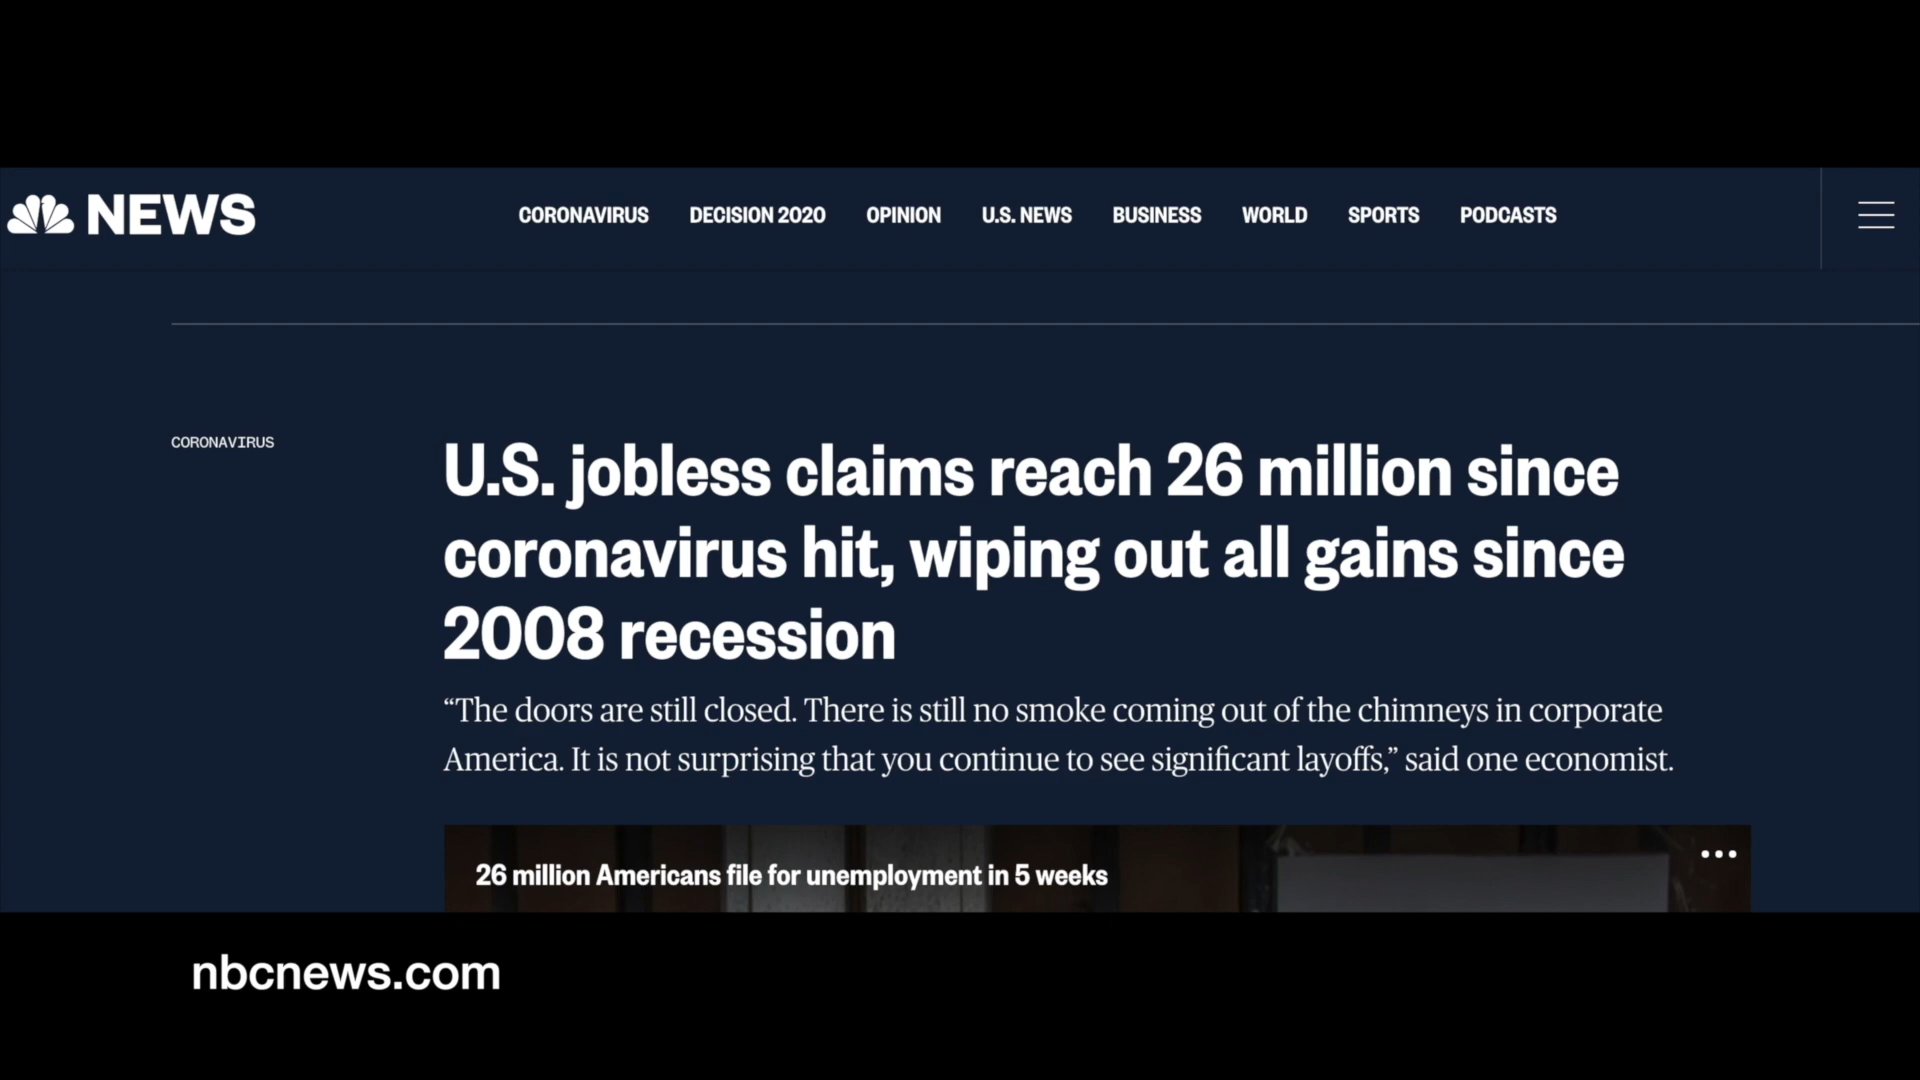 NEWS
CORONAVIRUS DECISION 2020 OPINION U.S. NEWS BUSINESS WORLD SPORTS PODCASTS
CORONAVIRUS
U.S. jobless claims reach 26 million since
coronavirus hit, wiping out all gains since
2008 recession
“The doors are still closed. There is still no smoke coming out of the chimneys in corporate
America. It is not surprising that you continue to see significant layoffs,” said one economist.
26 million Americans file for unemployment in 5 weeks
nbcnews.com